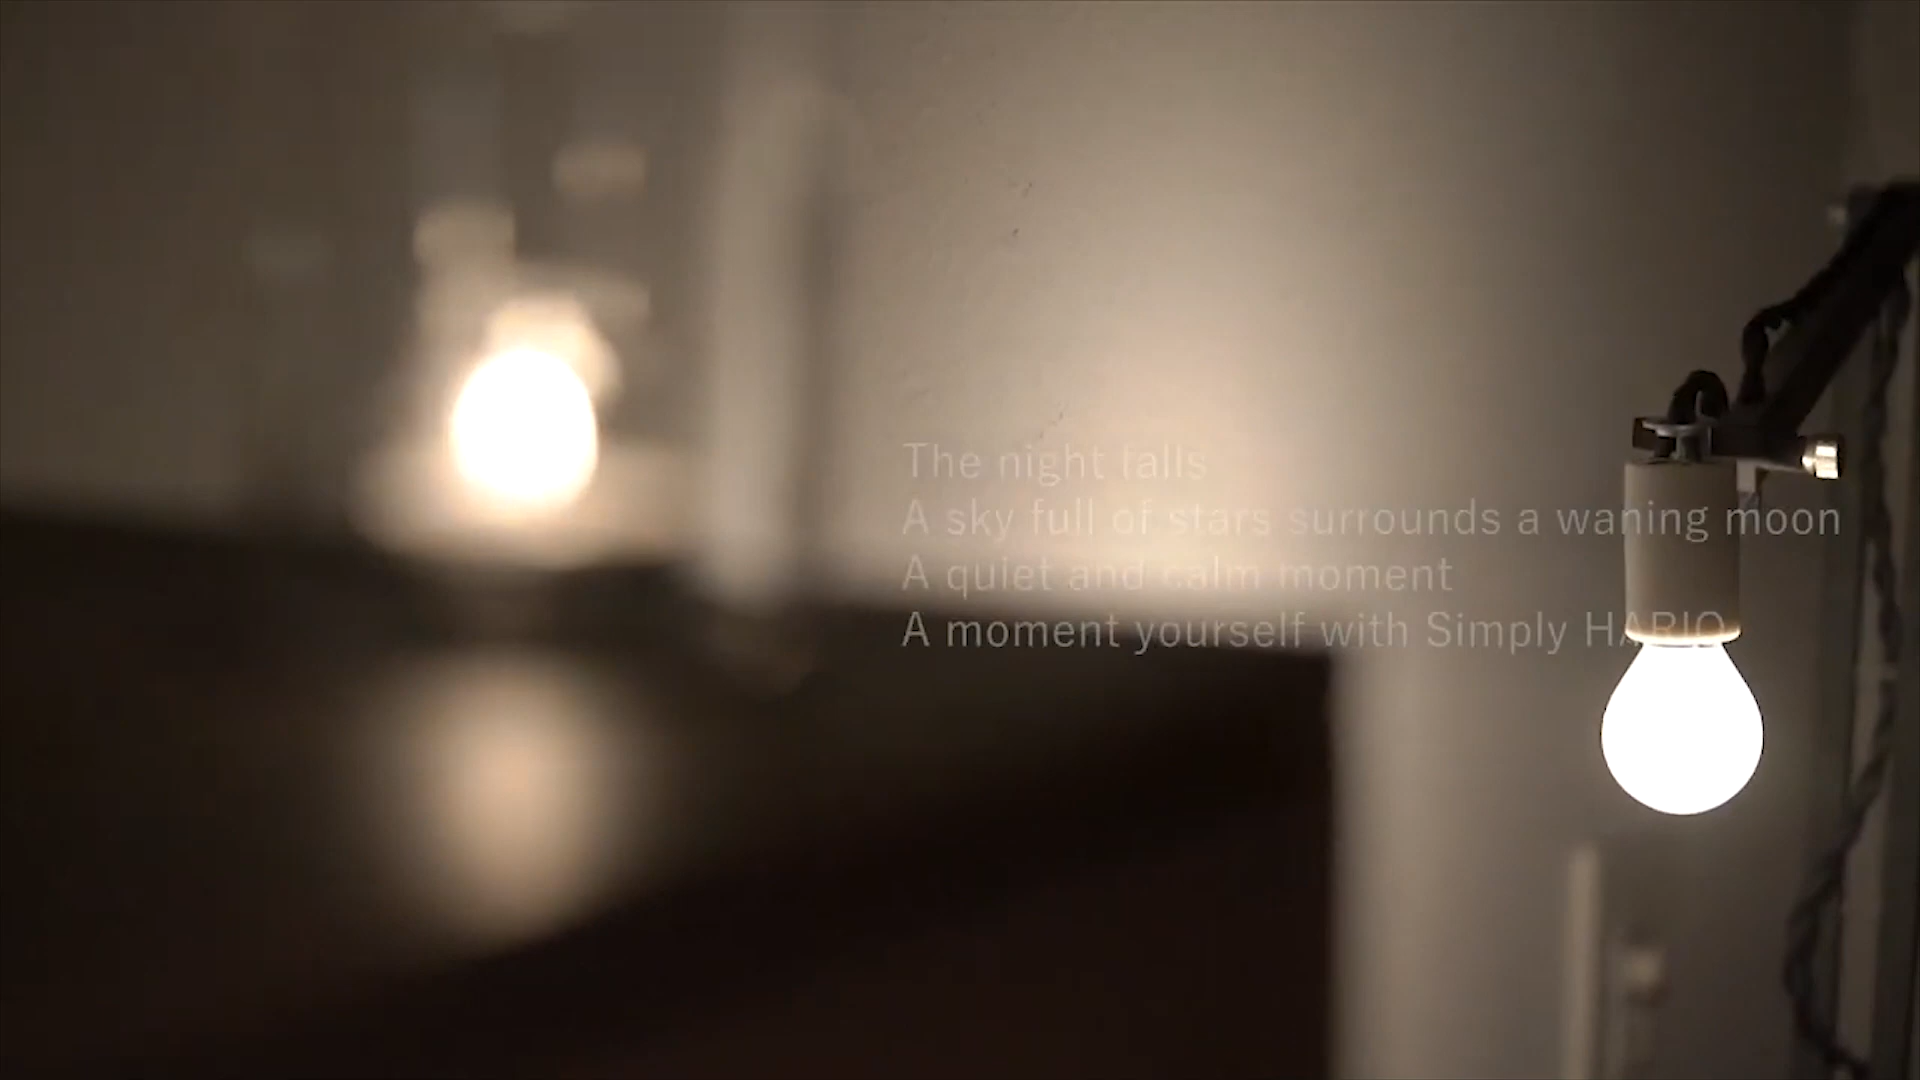 The night falls
A sky full of stars surrounds a waning moon
A quiet and calm moment
A moment yourself with Simply HARIO